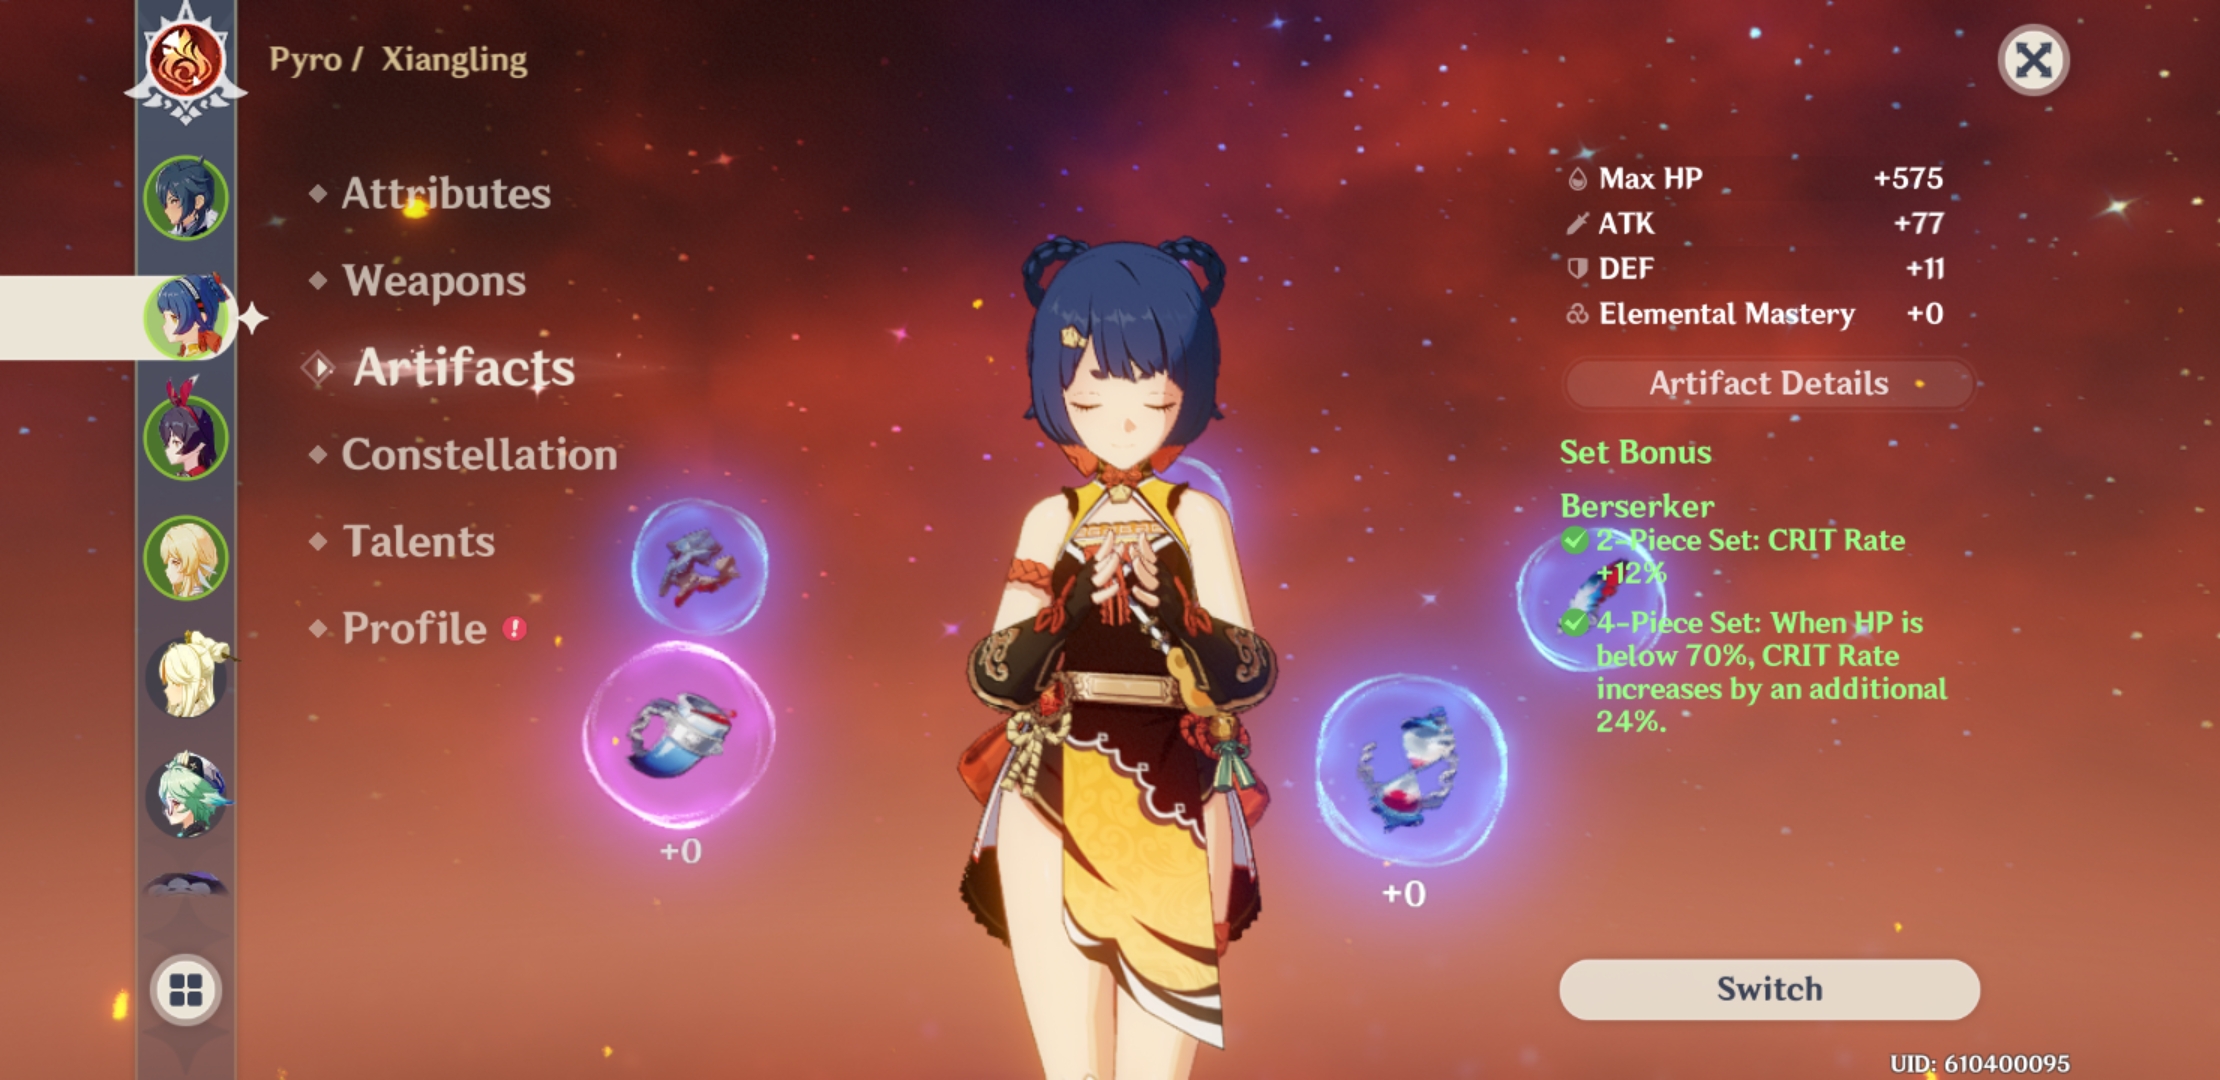 Pyro / Xiangling
Attributes
Weapons
Artifacts
Constellation
Talents
Profile
+0
+0
Max HP +575
ATK +77
DEF +11
Elemental Mastery +0
Artifact Details
Set Bonus
Berserker
2-Piece Set: CRIT Rate
+12%
4-Piece Set: When HP is
below 70%, CRIT Rate
increases by an additional
24%.
Switch
UID: 610400095